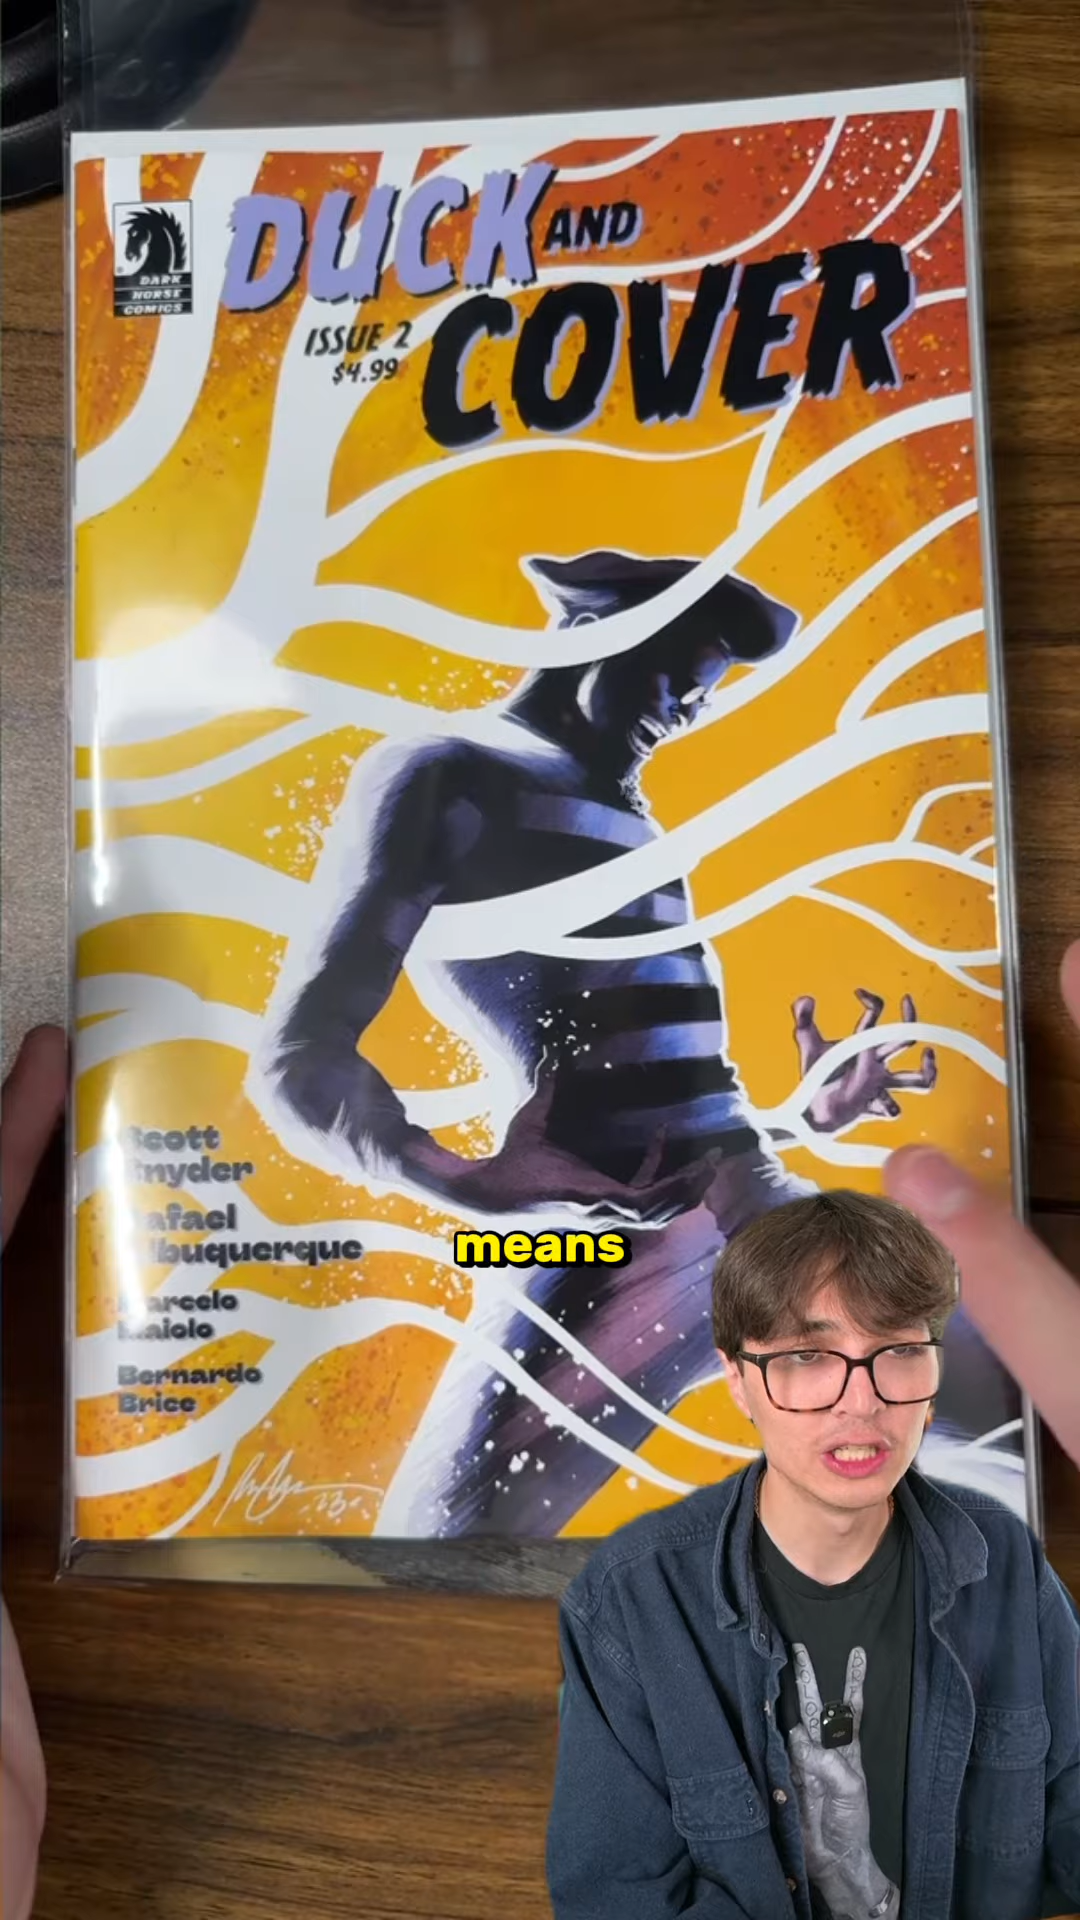 DUCK AND
COVER
DARK
HORSE
COMICS
ISSUE 2
$4.99
Scott
Snyder
Rafael
Albuquerque
Marcelo
Maiolo
Bernardo
Brice
23
means